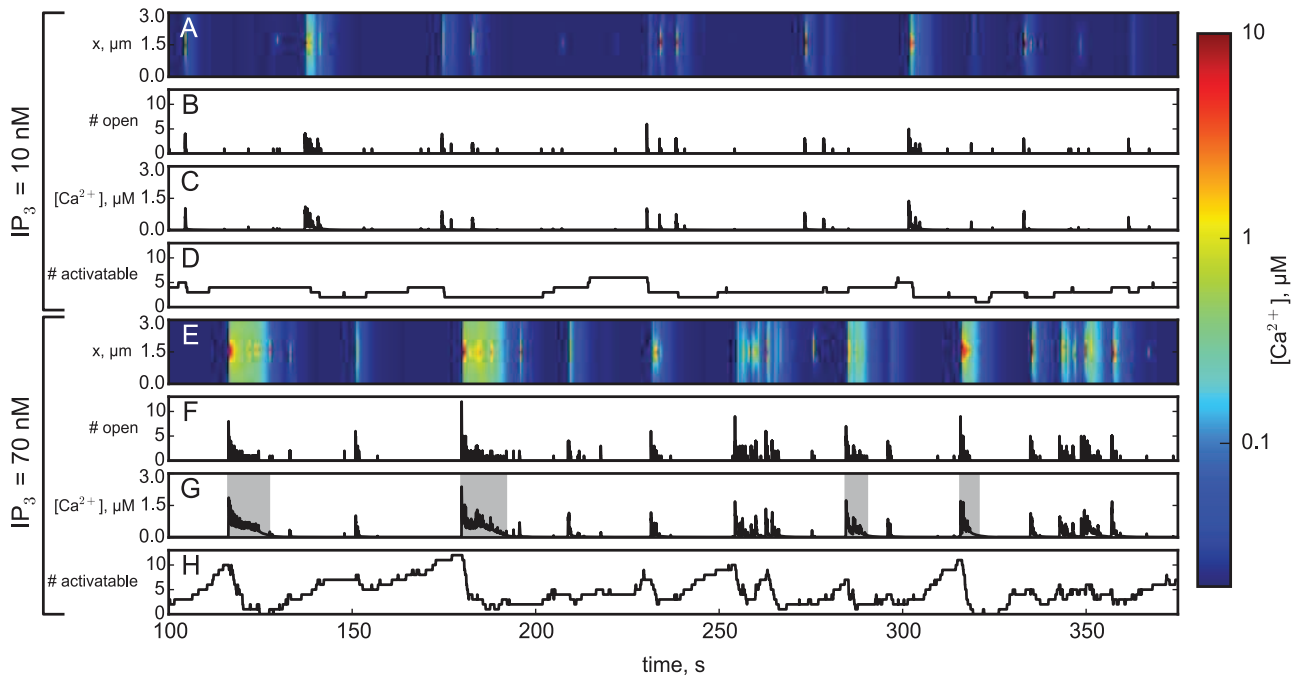 IP₃ = 10 nM
A
x, μm
3.0
1.5
0.0
B
# open
10
5
0
C
[Ca²⁺], μM
3.0
1.5
0.0
D
# activatable
10
5
0
IP₃ = 70 nM
E
x, μm
3.0
1.5
0.0
F
# open
10
5
0
G
[Ca²⁺], μM
3.0
1.5
0.0
H
# activatable
10
5
0
100 150 200 250 300 350
time, s
10
1
0.1
[Ca²⁺], μM